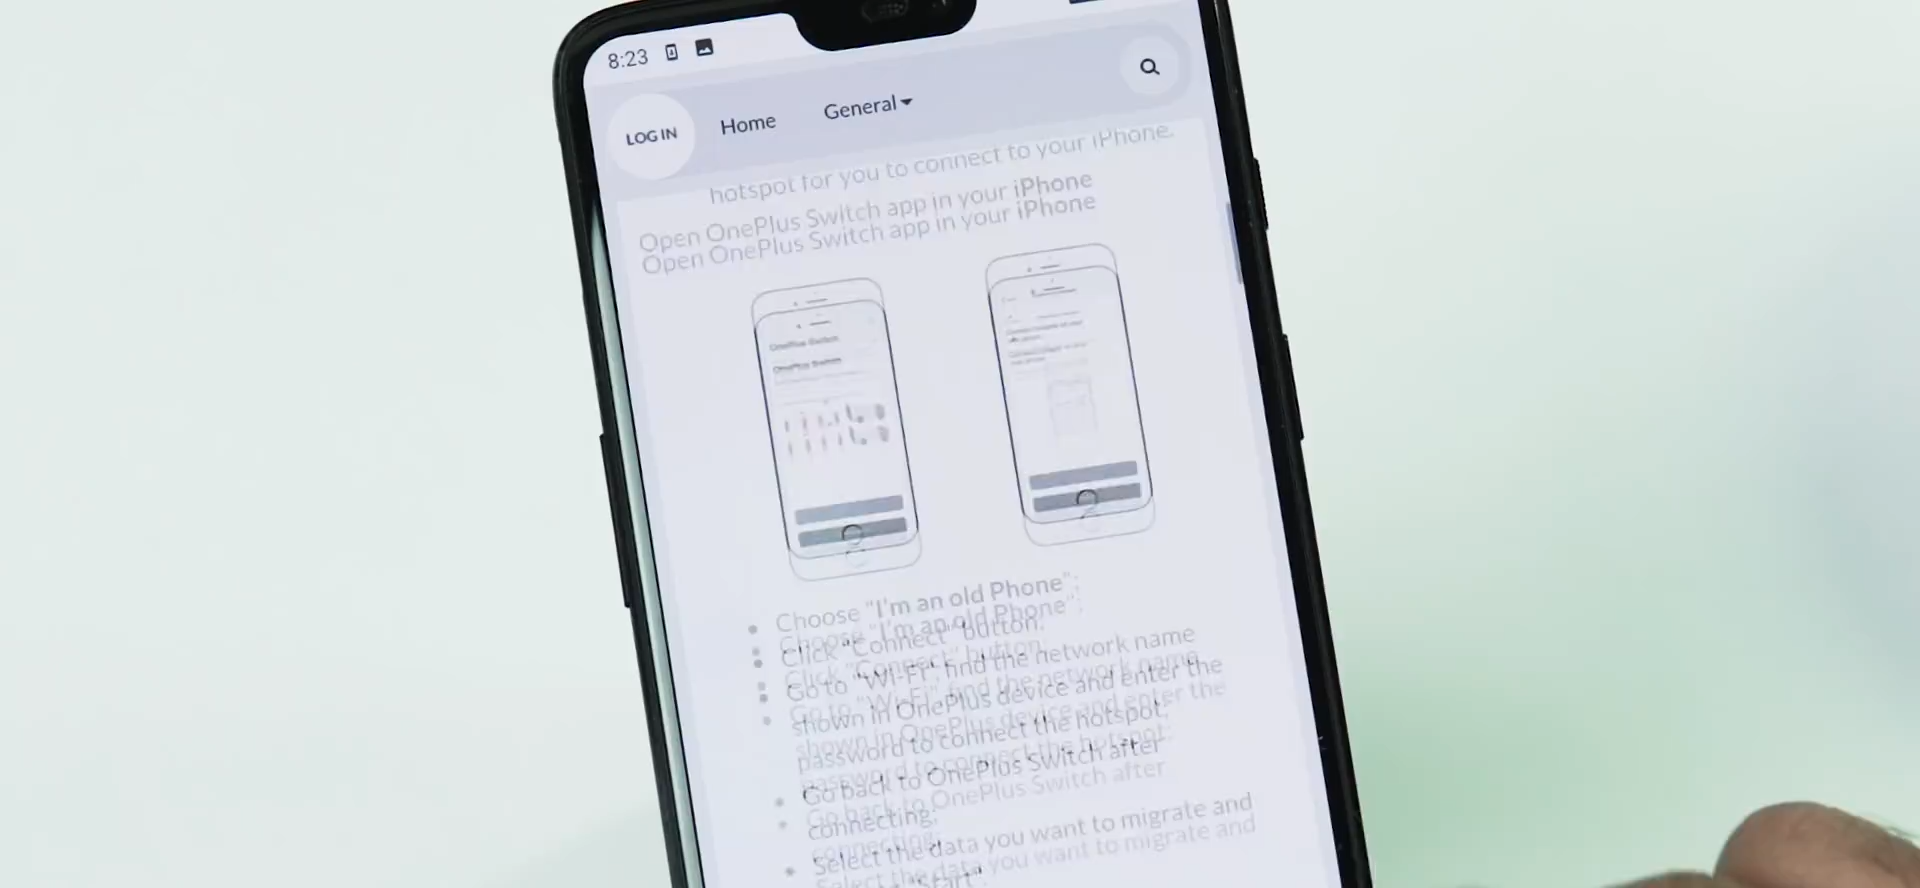 8:23
LOG IN
Home
General
hotspot for you to connect to your iPhone.
Open OnePlus Switch app in your iPhone
Open OnePlus Switch app in your iPhone
OnePlus Switch
OnePlus Switch
Choose "I'm an old Phone";
Choose "I'm an old Phone";
Click "Connect" button;
Click "Connect" button;
Go to "Wi-Fi", find the network name
Go to "Wi-Fi", find the network name
shown in OnePlus device and enter the
shown in OnePlus device and enter the
password to connect the hotspot;
password to connect the hotspot;
Go back to OnePlus Switch after
Go back to OnePlus Switch after
connecting;
connecting;
Select the data you want to migrate and
Select the data you want to migrate and
"Start".